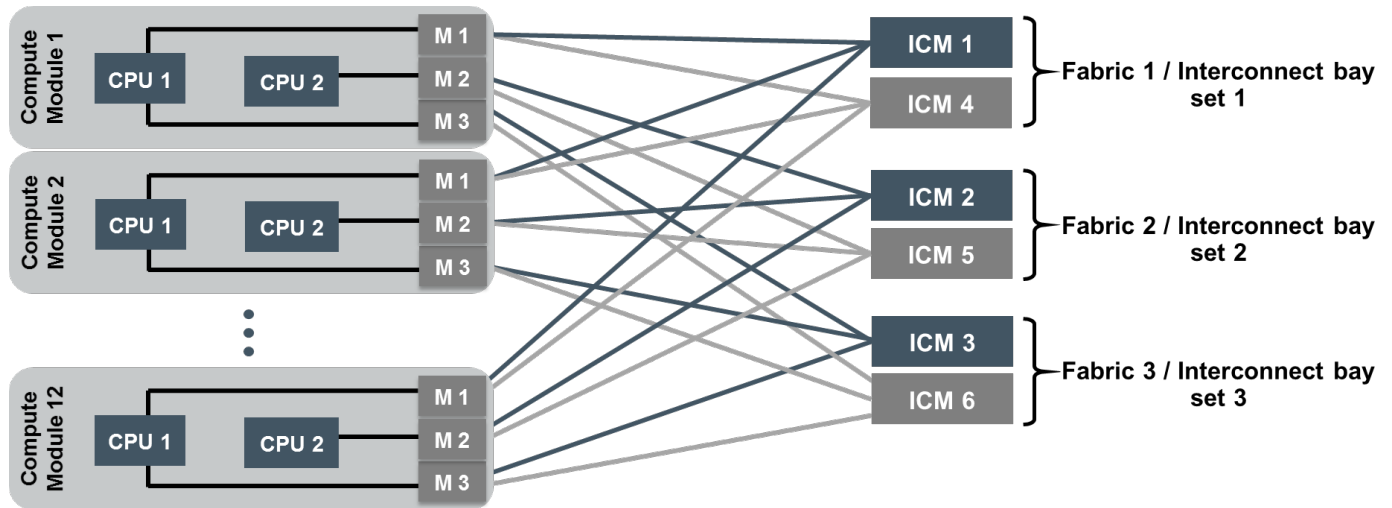 Compute
Module 1
CPU 1
CPU 2
M 1
M 2
M 3
Compute
Module 2
CPU 1
CPU 2
M 1
M 2
M 3
Compute
Module 12
CPU 1
CPU 2
M 1
M 2
M 3
ICM 1
ICM 4
Fabric 1 / Interconnect bay
set 1
ICM 2
ICM 5
Fabric 2 / Interconnect bay
set 2
ICM 3
ICM 6
Fabric 3 / Interconnect bay
set 3